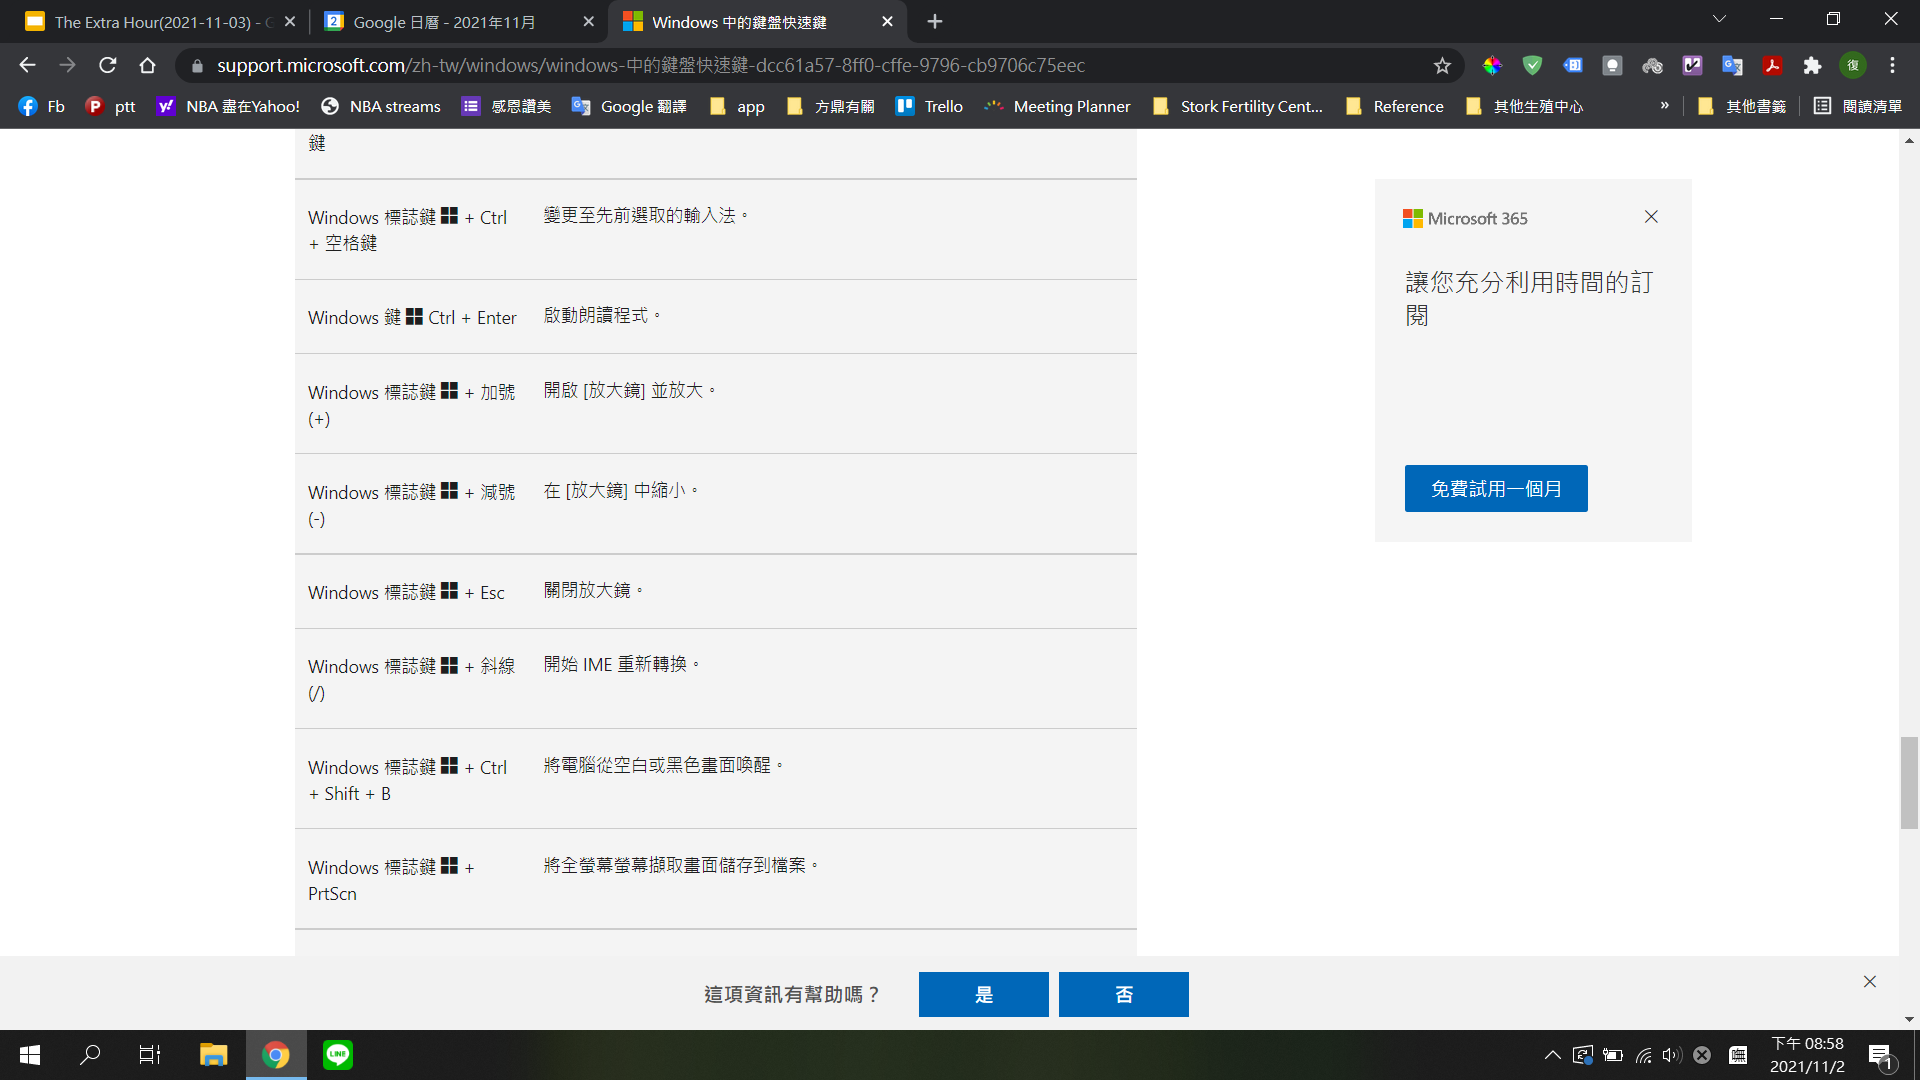 The Extra Hour(2021-11-03) - G
2 Google 日曆 - 2021年11月
Windows 中的鍵盤快速鍵
support.microsoft.com/zh-tw/windows/windows-中的鍵盤快速鍵-dcc61a57-8ff0-cffe-9796-cb9706c75eec
復
Fb ptt NBA 盡在Yahoo! NBA streams 感恩讚美 Google 翻譯 app 方鼎有關 Trello Meeting Planner Stork Fertility Cent... Reference 其他生殖中心 » 其他書籤 閱讀清單
鍵
Windows 標誌鍵 + Ctrl
+ 空格鍵
變更至先前選取的輸入法。
Windows 鍵 Ctrl + Enter
啟動朗讀程式。
Windows 標誌鍵 + 加號
(+)
開啟 [放大鏡] 並放大。
Windows 標誌鍵 + 減號
(-)
在 [放大鏡] 中縮小。
Windows 標誌鍵 + Esc
關閉放大鏡。
Windows 標誌鍵 + 斜線
(/)
開始 IME 重新轉換。
Windows 標誌鍵 + Ctrl
+ Shift + B
將電腦從空白或黑色畫面喚醒。
Windows 標誌鍵 +
PrtScn
將全螢幕螢幕擷取畫面儲存到檔案。
Microsoft 365
讓您充分利用時間的訂
閱
免費試用一個月
這項資訊有幫助嗎？
是
否
LINE
下午 08:58
2021/11/2
1